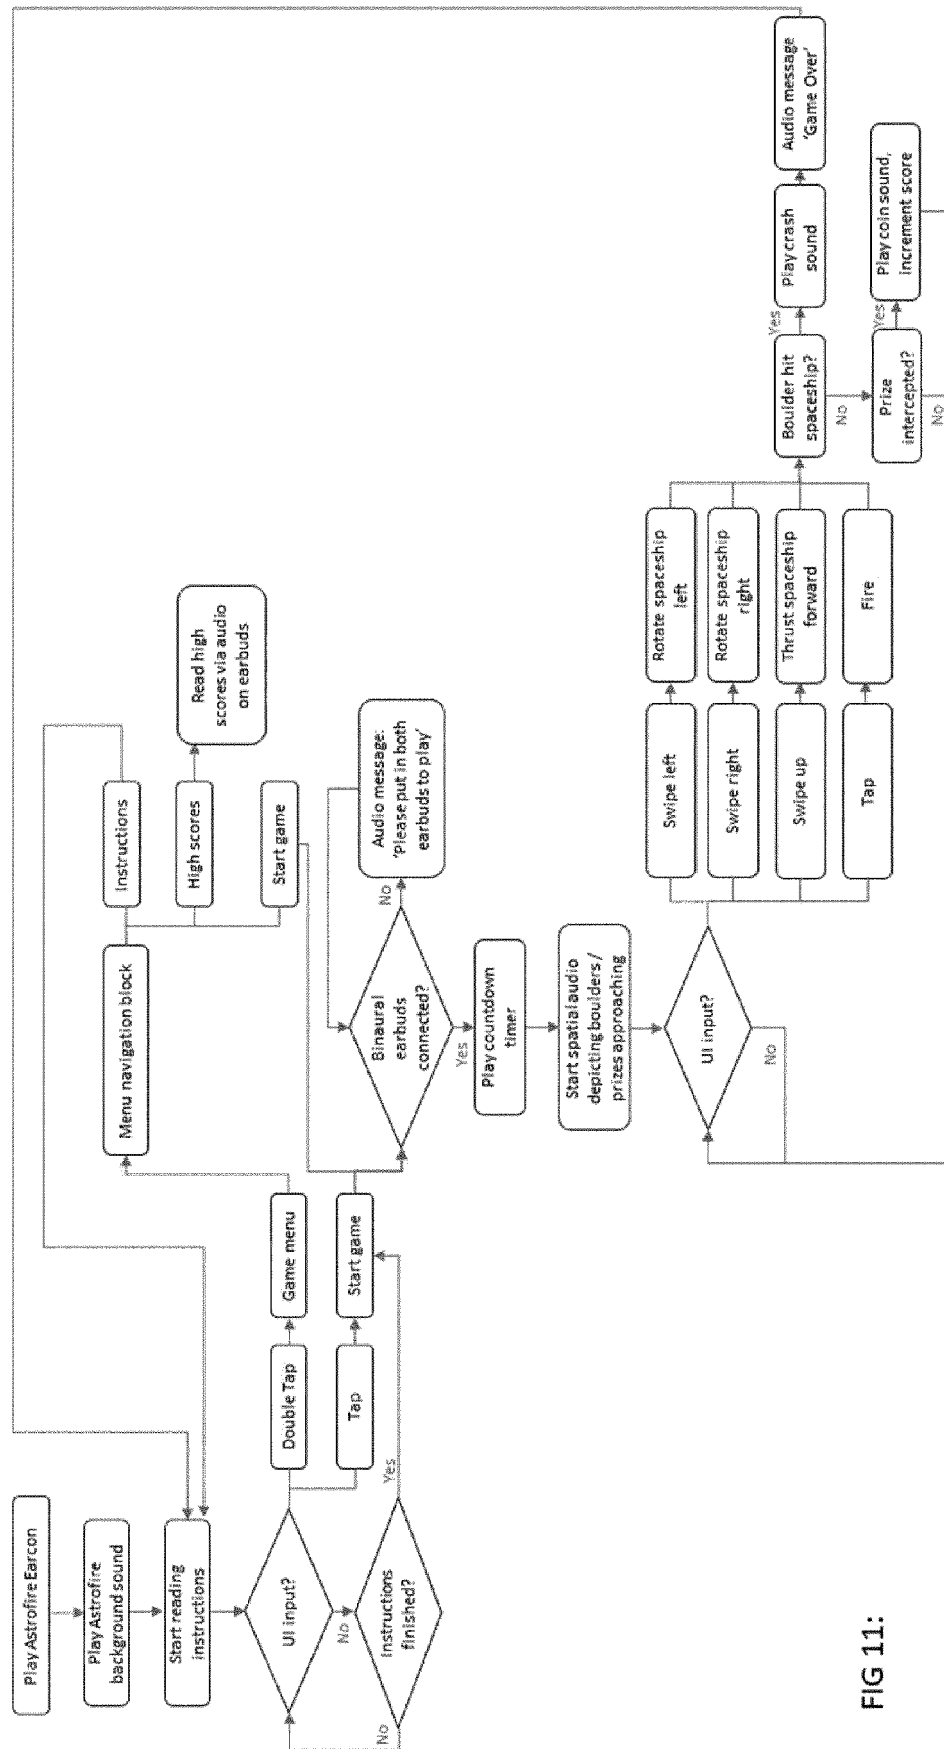 Play Astrofire Earcon
Play Astrofire
background sound
Start reading
instructions
UI input?
No
Instructions
finished?
No
Yes
Double Tap
Tap
Game menu
Start game
Menu navigation block
Instructions
High scores
Start game
Read high
scores via audio
on earbuds
Binaural
earbuds
connected?
No
Audio message:
'Please put in both
earbuds to play'
Yes
Play countdown
timer
Start spatial audio
depicting boulders /
prizes approaching
UI input?
No
Swipe left
Swipe right
Swipe up
Tap
Rotate spaceship
left
Rotate spaceship
right
Thrust spaceship
forward
Fire
Boulder hit
spaceship?
Yes
Play crash
sound
Audio message
'Game Over'
No
Prize
intercepted?
Yes
Play coin sound,
increment score
No
FIG 11: